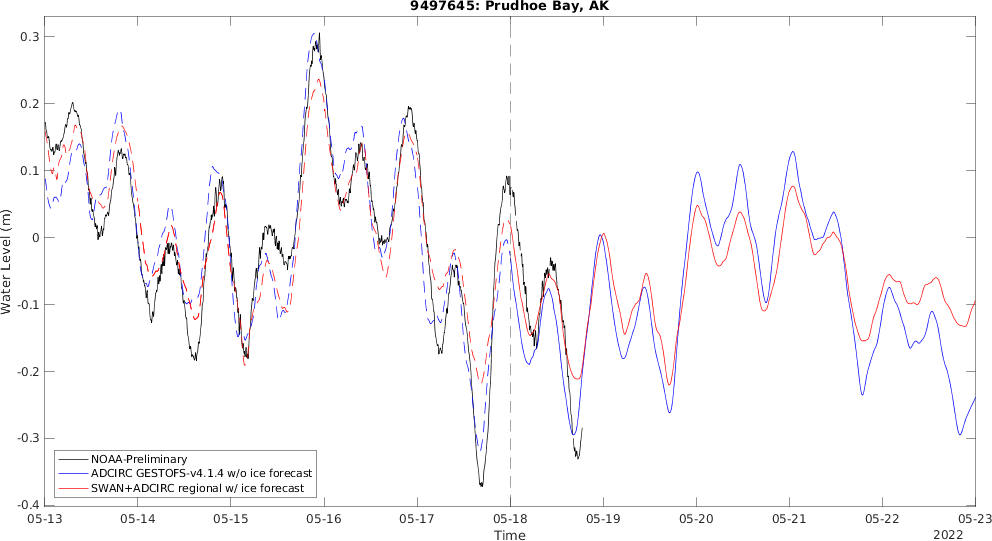 9497645: Prudhoe Bay, AK
0.3
0.2
0.1
0
-0.1
-0.2
-0.3
-0.4
Water Level (m)
NOAA-Preliminary
ADCIRC GESTOFS-v4.1.4 w/o ice forecast
SWAN+ADCIRC regional w/ ice forecast
05-13 05-14 05-15 05-16 05-17 05-18 05-19 05-20 05-21 05-22 05-23
Time
2022